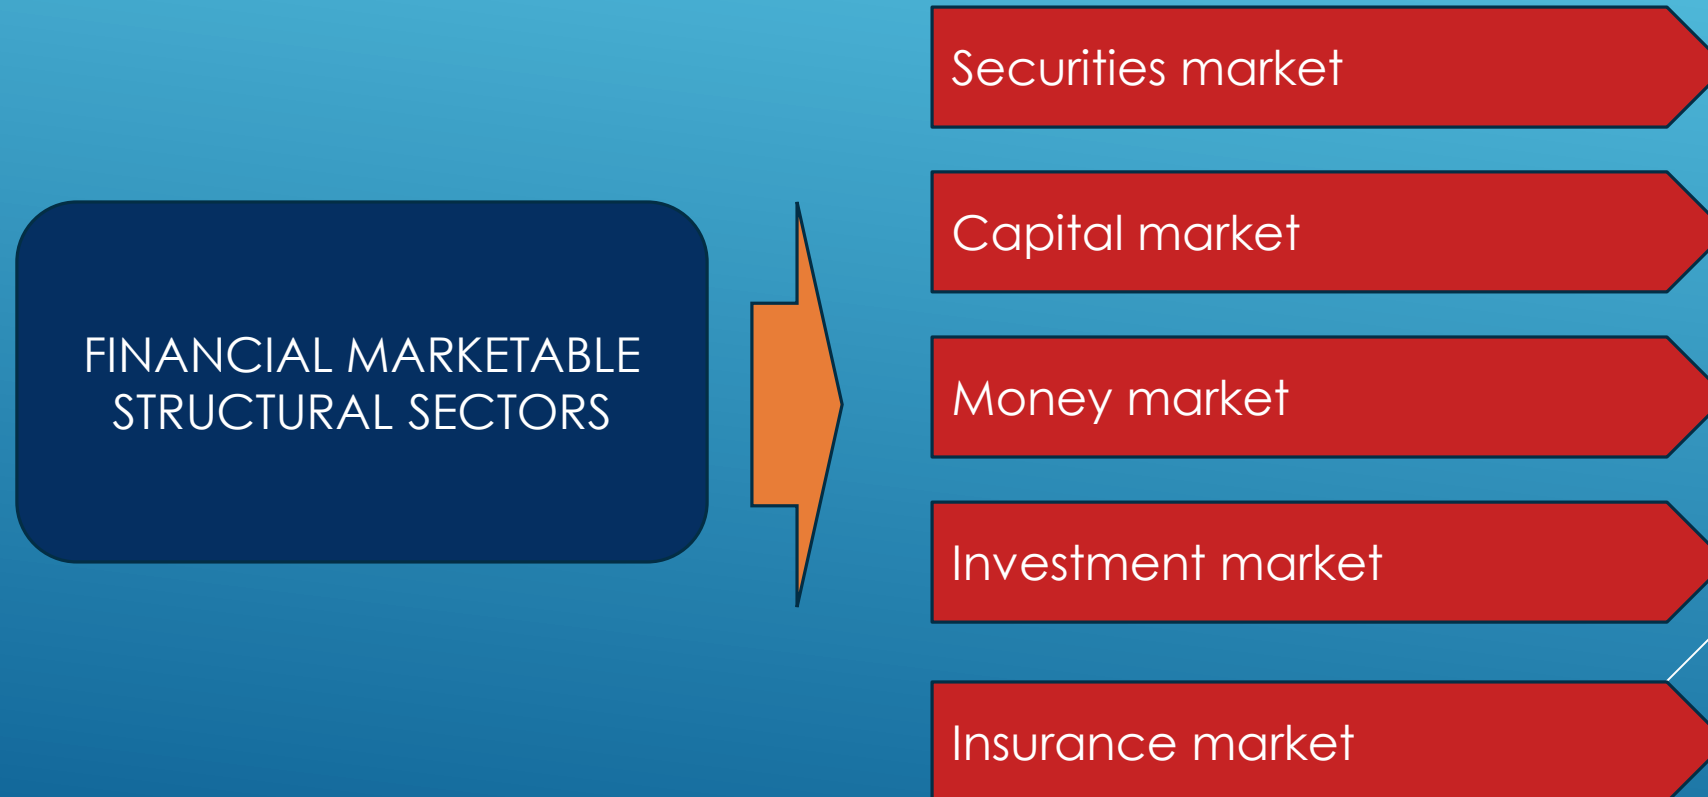 FINANCIAL MARKETABLE
STRUCTURAL SECTORS
Securities market
Capital market
Money market
Investment market
Insurance market